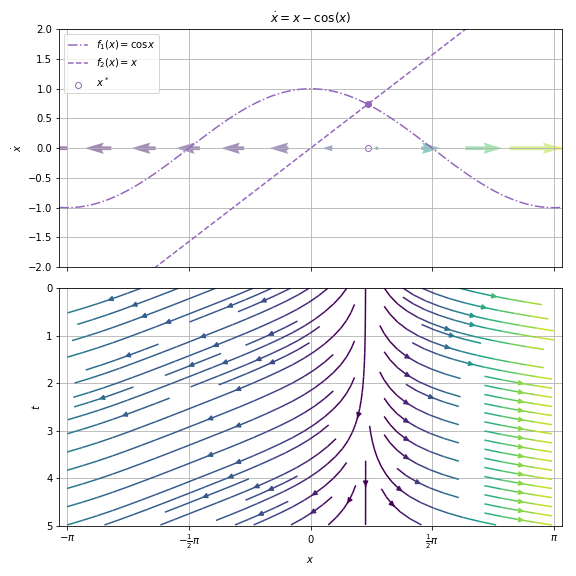 ẋ = x − cos(x)
2.0
f₁(x) = cos x
f₂(x) = x
x*
1.5
1.0
0.5
0.0
−0.5
−1.0
−1.5
−2.0
ẋ
0
1
2
3
4
5
t
−π
−½π
0
½π
π
x